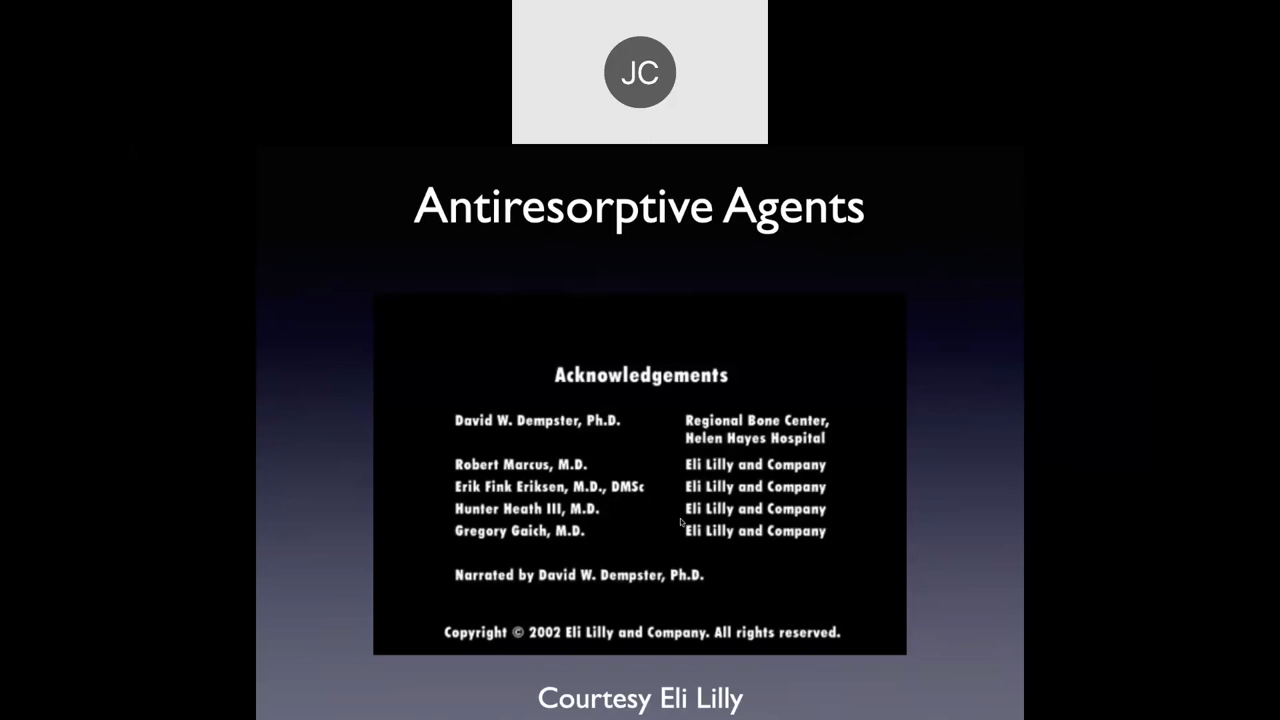 JC
Antiresorptive Agents
Acknowledgements
David W. Dempster, Ph.D. Regional Bone Center,
Helen Hayes Hospital
Robert Marcus, M.D. Eli Lilly and Company
Erik Fink Eriksen, M.D., DMSc Eli Lilly and Company
Hunter Heath III, M.D. Eli Lilly and Company
Gregory Gaich, M.D. Eli Lilly and Company
Narrated by David W. Dempster, Ph.D.
Copyright © 2002 Eli Lilly and Company. All rights reserved.
Courtesy Eli Lilly